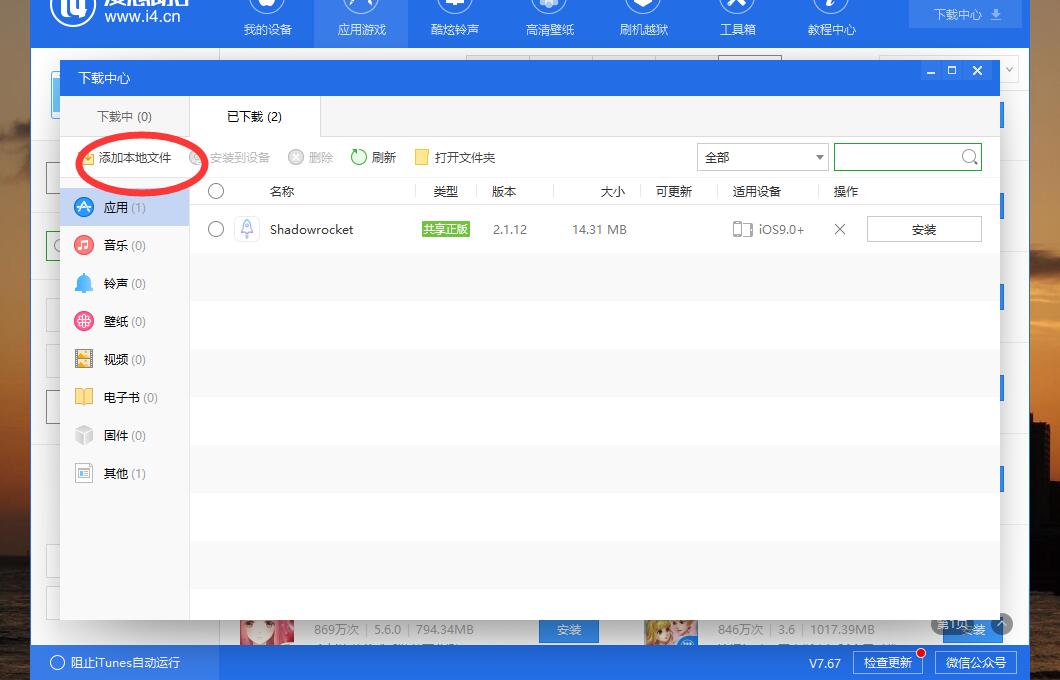 www.i4.cn
我的设备
应用游戏
酷炫铃声
高清壁纸
刷机越狱
工具箱
教程中心
下载中心
下载中心
下载中 (0)
已下载 (2)
添加本地文件
安装到设备
删除
刷新
打开文件夹
全部
名称
类型
版本
大小
可更新
适用设备
操作
应用 (1)
Shadowrocket
共享正版
2.1.12
14.31 MB
iOS9.0+
安装
音乐 (0)
铃声 (0)
壁纸 (0)
视频 (0)
电子书 (0)
固件 (0)
其他 (1)
869万次
5.6.0
794.34MB
安装
846万次
3.6
1017.39MB
第1页
安装
阻止iTunes自动运行
V7.67
检查更新
微信公众号